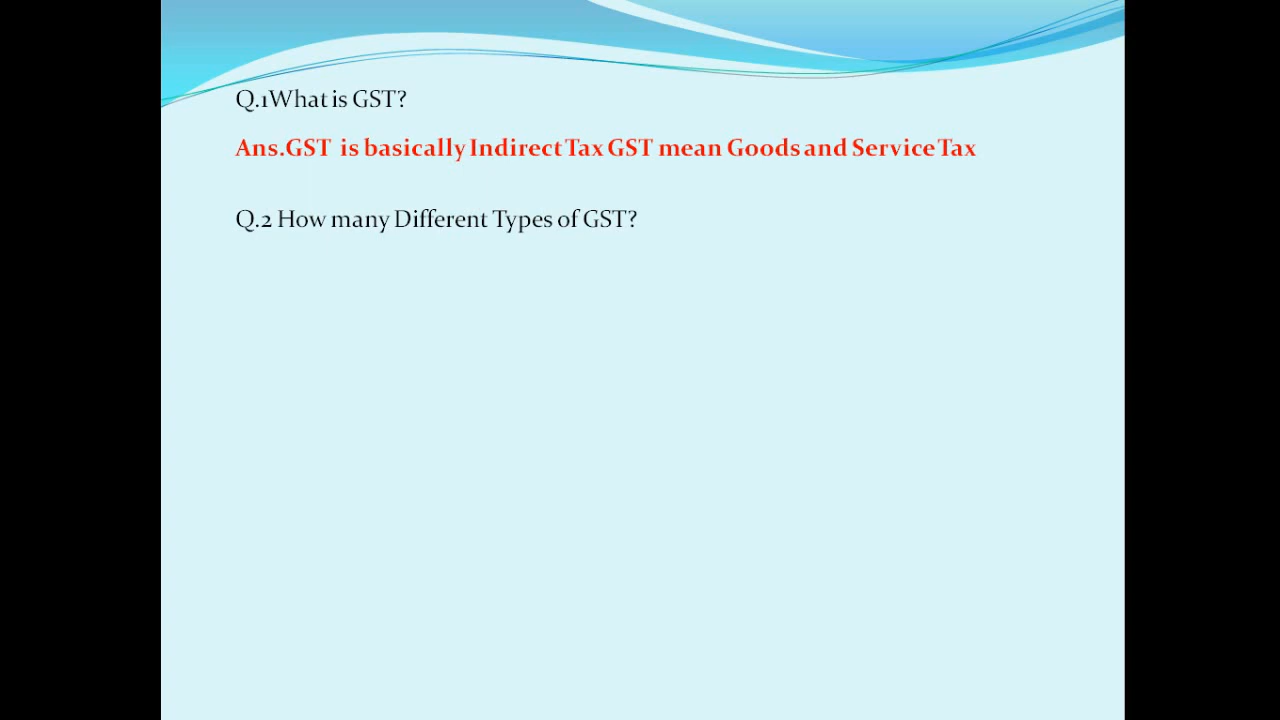 Q.1What is GST?
Ans.GST is basically Indirect Tax GST mean Goods and Service Tax
Q.2 How many Different Types of GST?